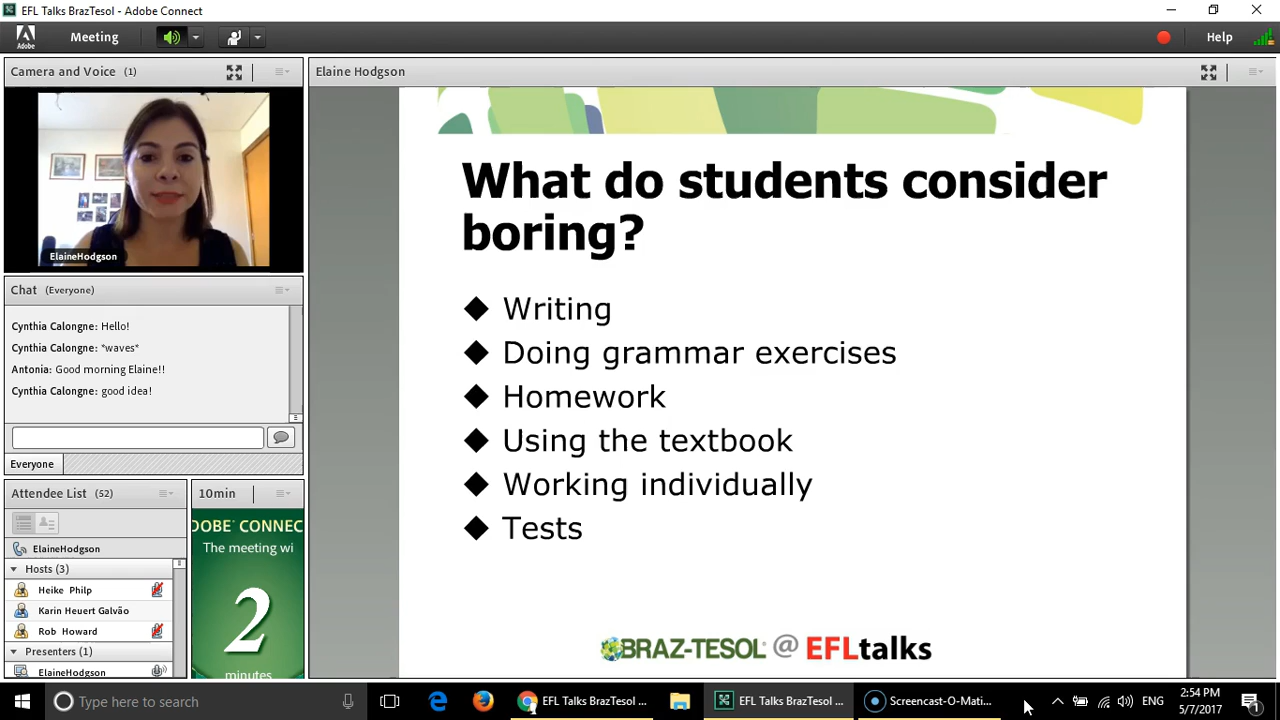 EFL Talks BrazTesol - Adobe Connect
Adobe
Meeting
Help
Camera and Voice (1)
ElaineHodgson
Chat (Everyone)
Cynthia Calongne: Hello!
Cynthia Calongne: *waves*
Antonia: Good morning Elaine!!
Cynthia Calongne: good idea!
Everyone
Attendee List (52)
ElaineHodgson
Hosts (3)
Heike Philp
Karin Heuert Galvão
Rob Howard
Presenters (1)
ElaineHodgson
10min
DOBE® CONNEC
The meeting wi
2
minutes
Elaine Hodgson
What do students consider
boring?
Writing
Doing grammar exercises
Homework
Using the textbook
Working individually
Tests
BRAZ-TESOL® @ EFLtalks
Type here to search
EFL Talks BrazTesol ...
EFL Talks BrazTesol ...
Screencast-O-Mati...
ENG
2:54 PM
5/7/2017
1